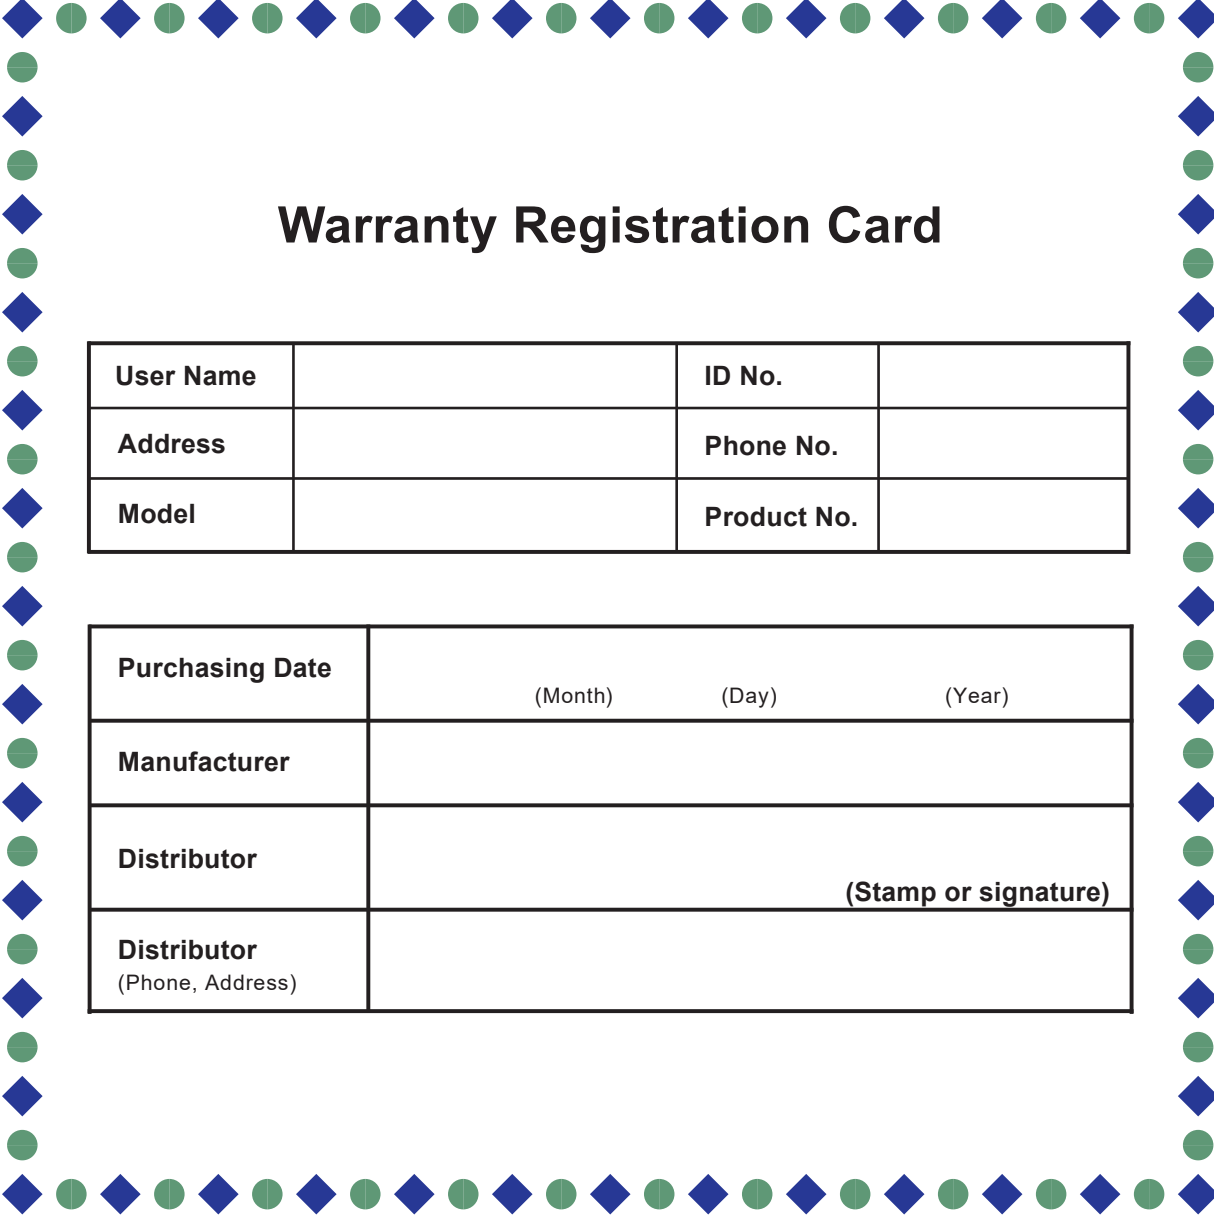 Warranty Registration Card
User Name ID No.
Address Phone No.
Model Product No.
Purchasing Date
(Month) (Day) (Year)
Manufacturer
Distributor
(Stamp or signature)
Distributor
(Phone, Address)